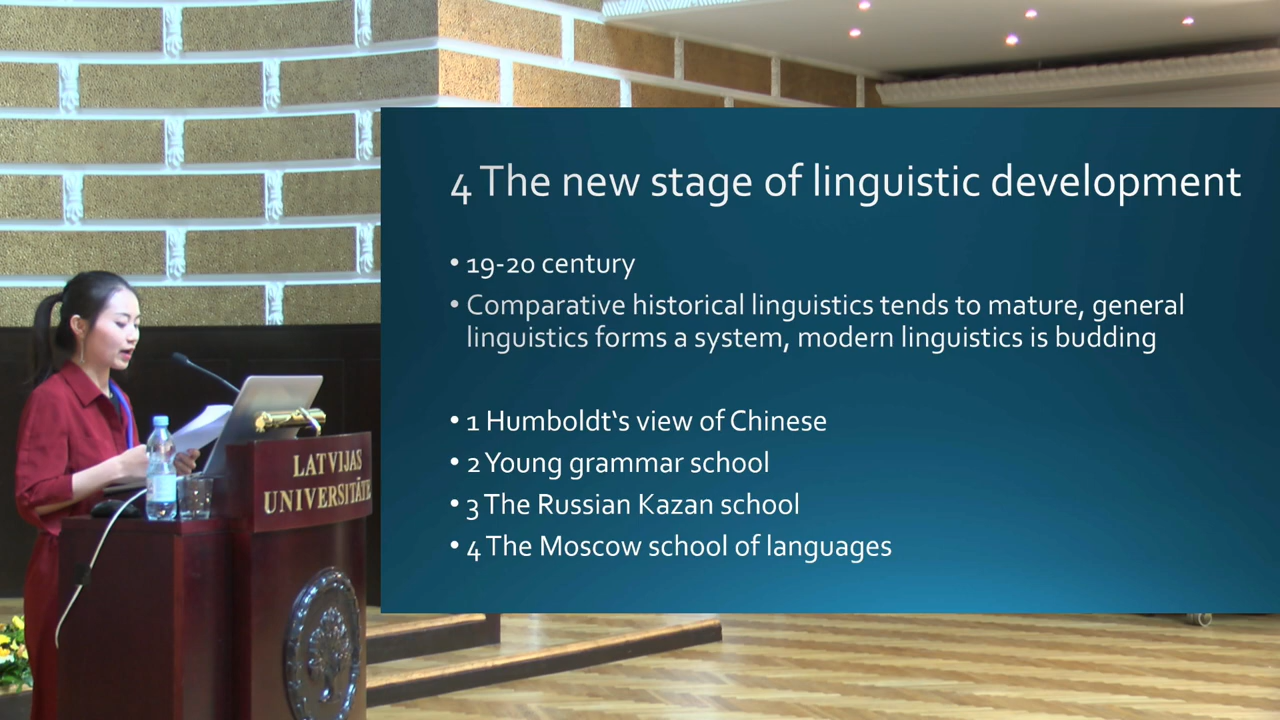 4 The new stage of linguistic development
• 19-20 century
• Comparative historical linguistics tends to mature, general
linguistics forms a system, modern linguistics is budding
• 1 Humboldt‘s view of Chinese
• 2 Young grammar school
• 3 The Russian Kazan school
• 4 The Moscow school of languages
LATVIJAS
UNIVERSITĀTE